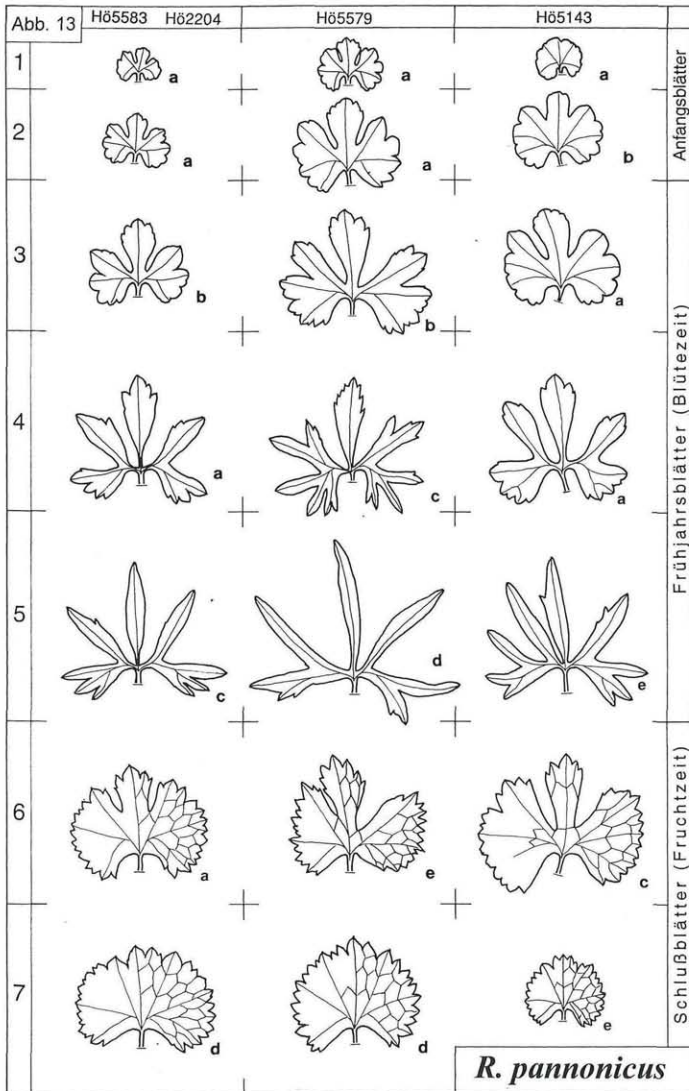 Abb. 13 Hö5583 Hö2204 Hö5579 Hö5143
1 a a a
2 a a b
3 b b a
4 a c a
5 c d e
6 a e c
7 d d e
Anfangsblätter
Frühjahrsblätter (Blütezeit)
Schlußblätter (Fruchtzeit)
R. pannonicus